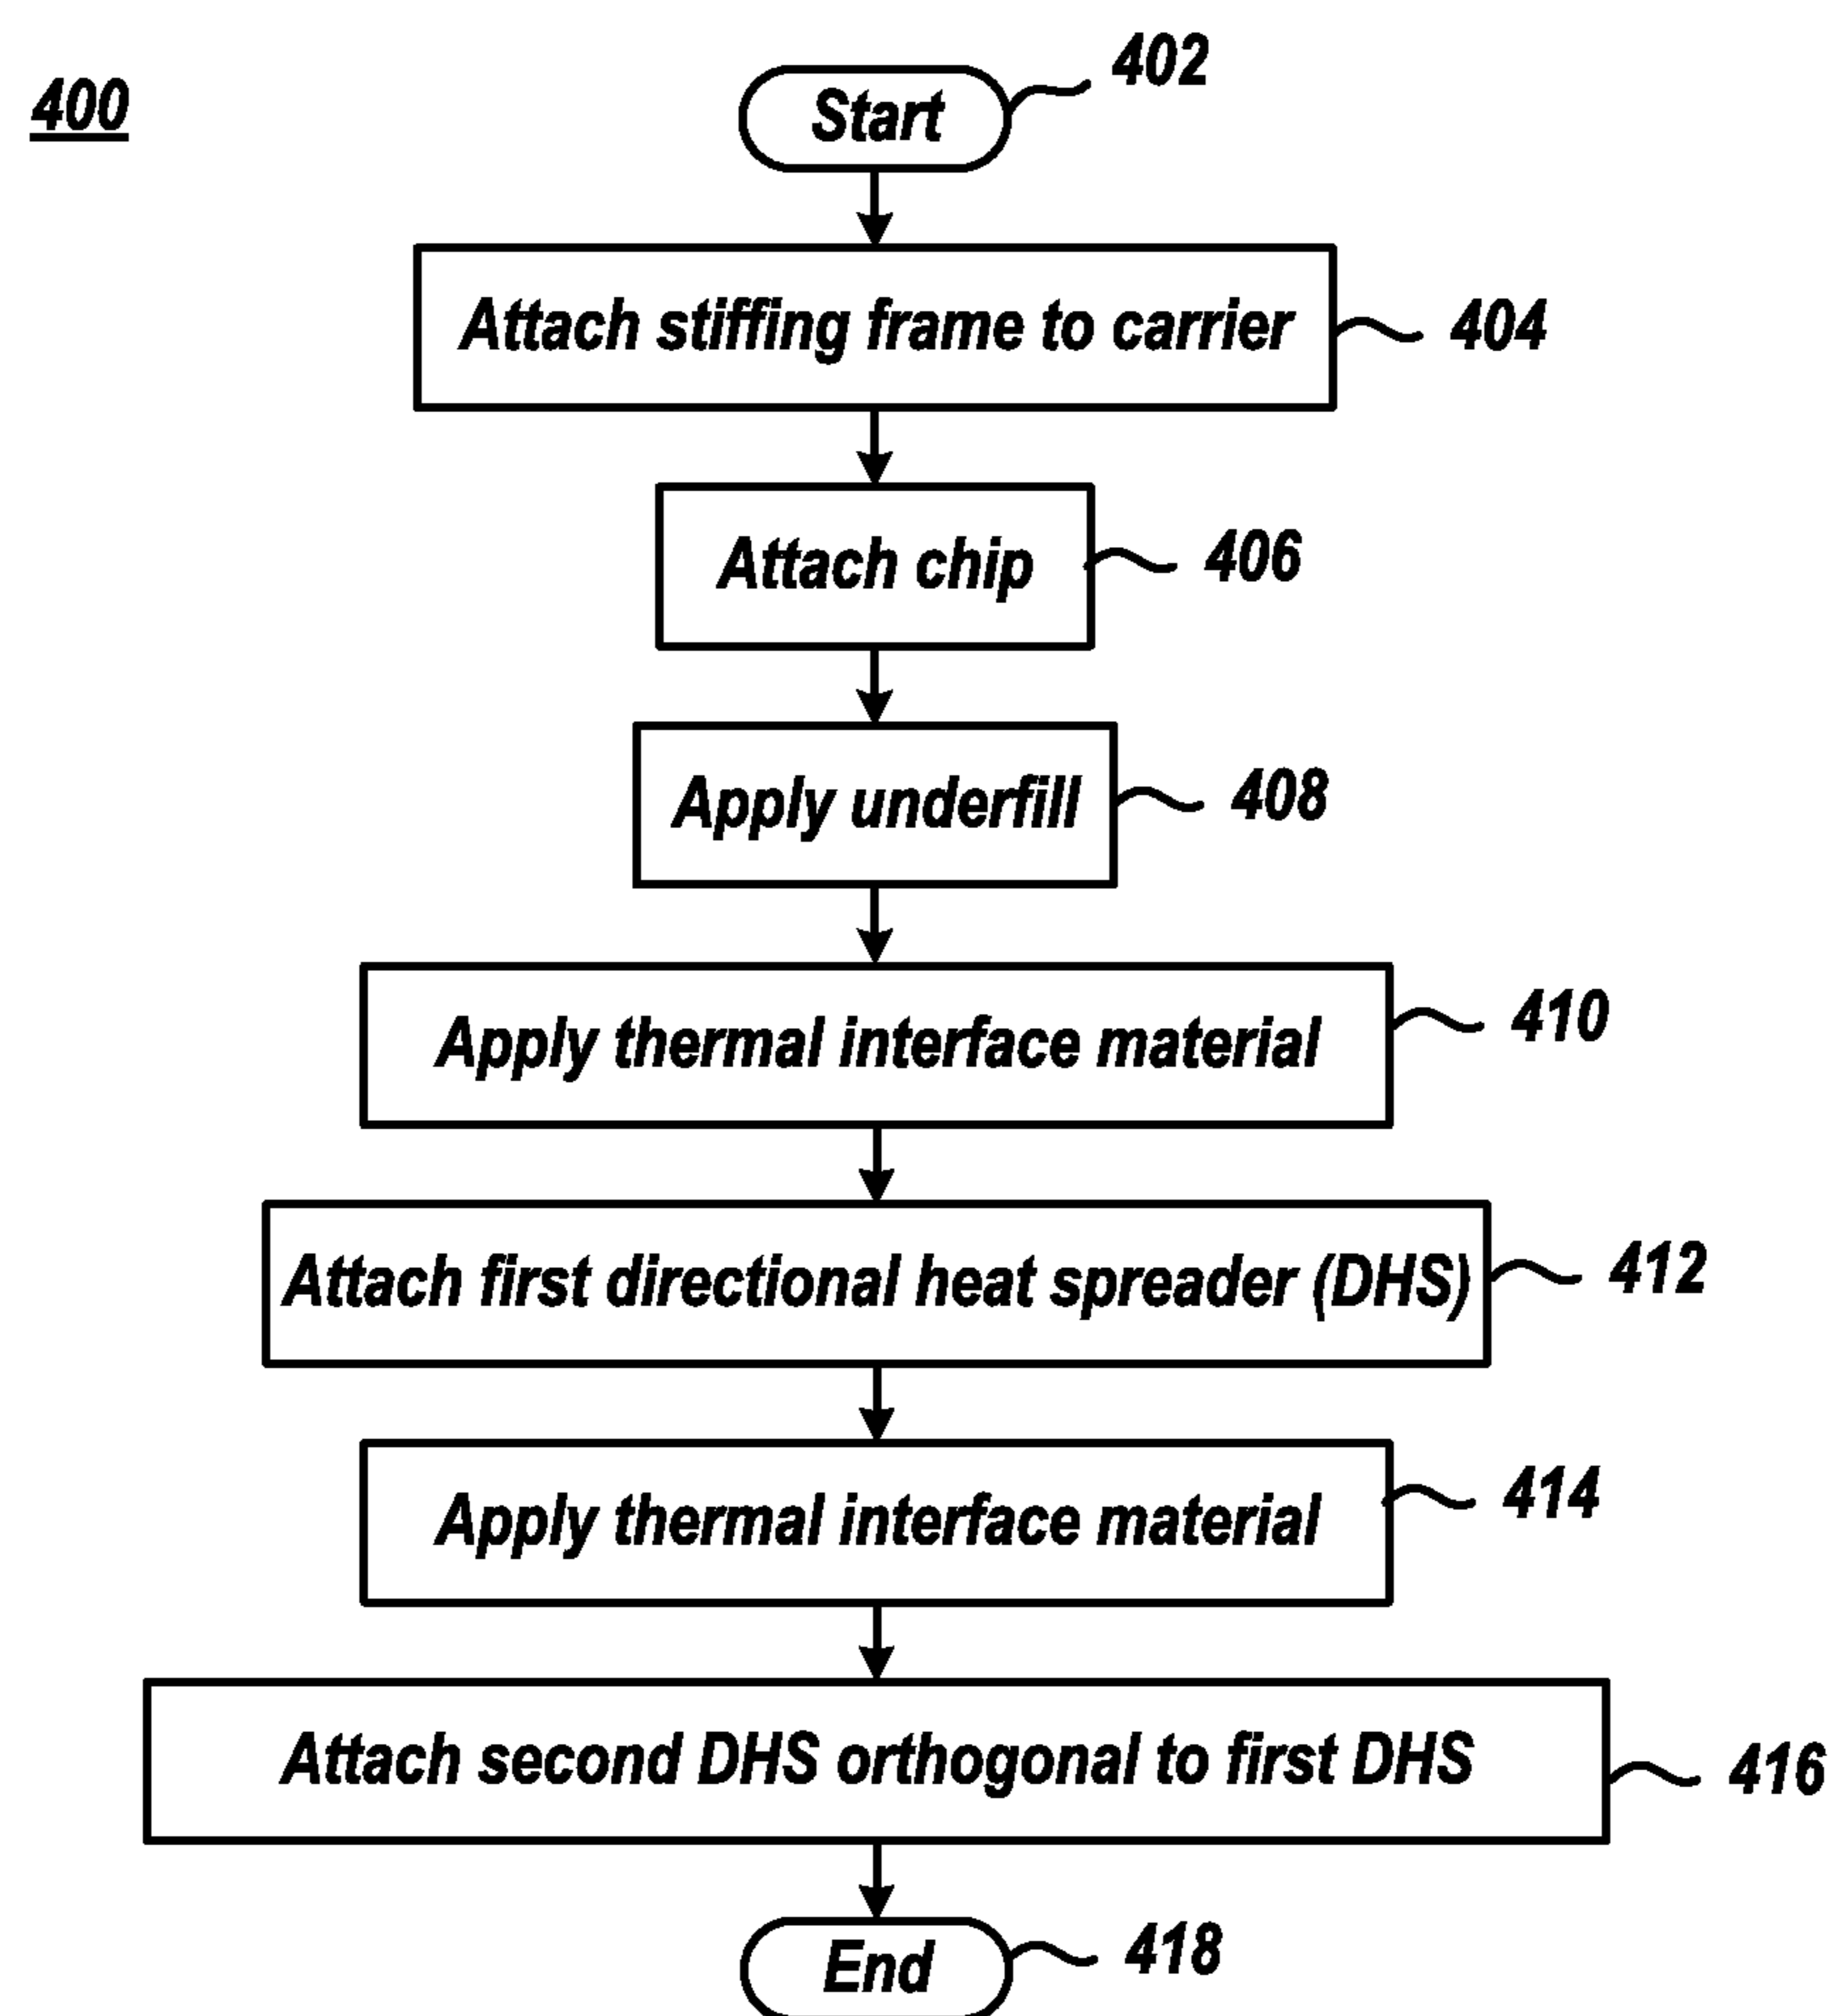 400
Start
402
Attach stiffing frame to carrier
404
Attach chip
406
Apply underfill
408
Apply thermal interface material
410
Attach first directional heat spreader (DHS)
412
Apply thermal interface material
414
Attach second DHS orthogonal to first DHS
416
End
418